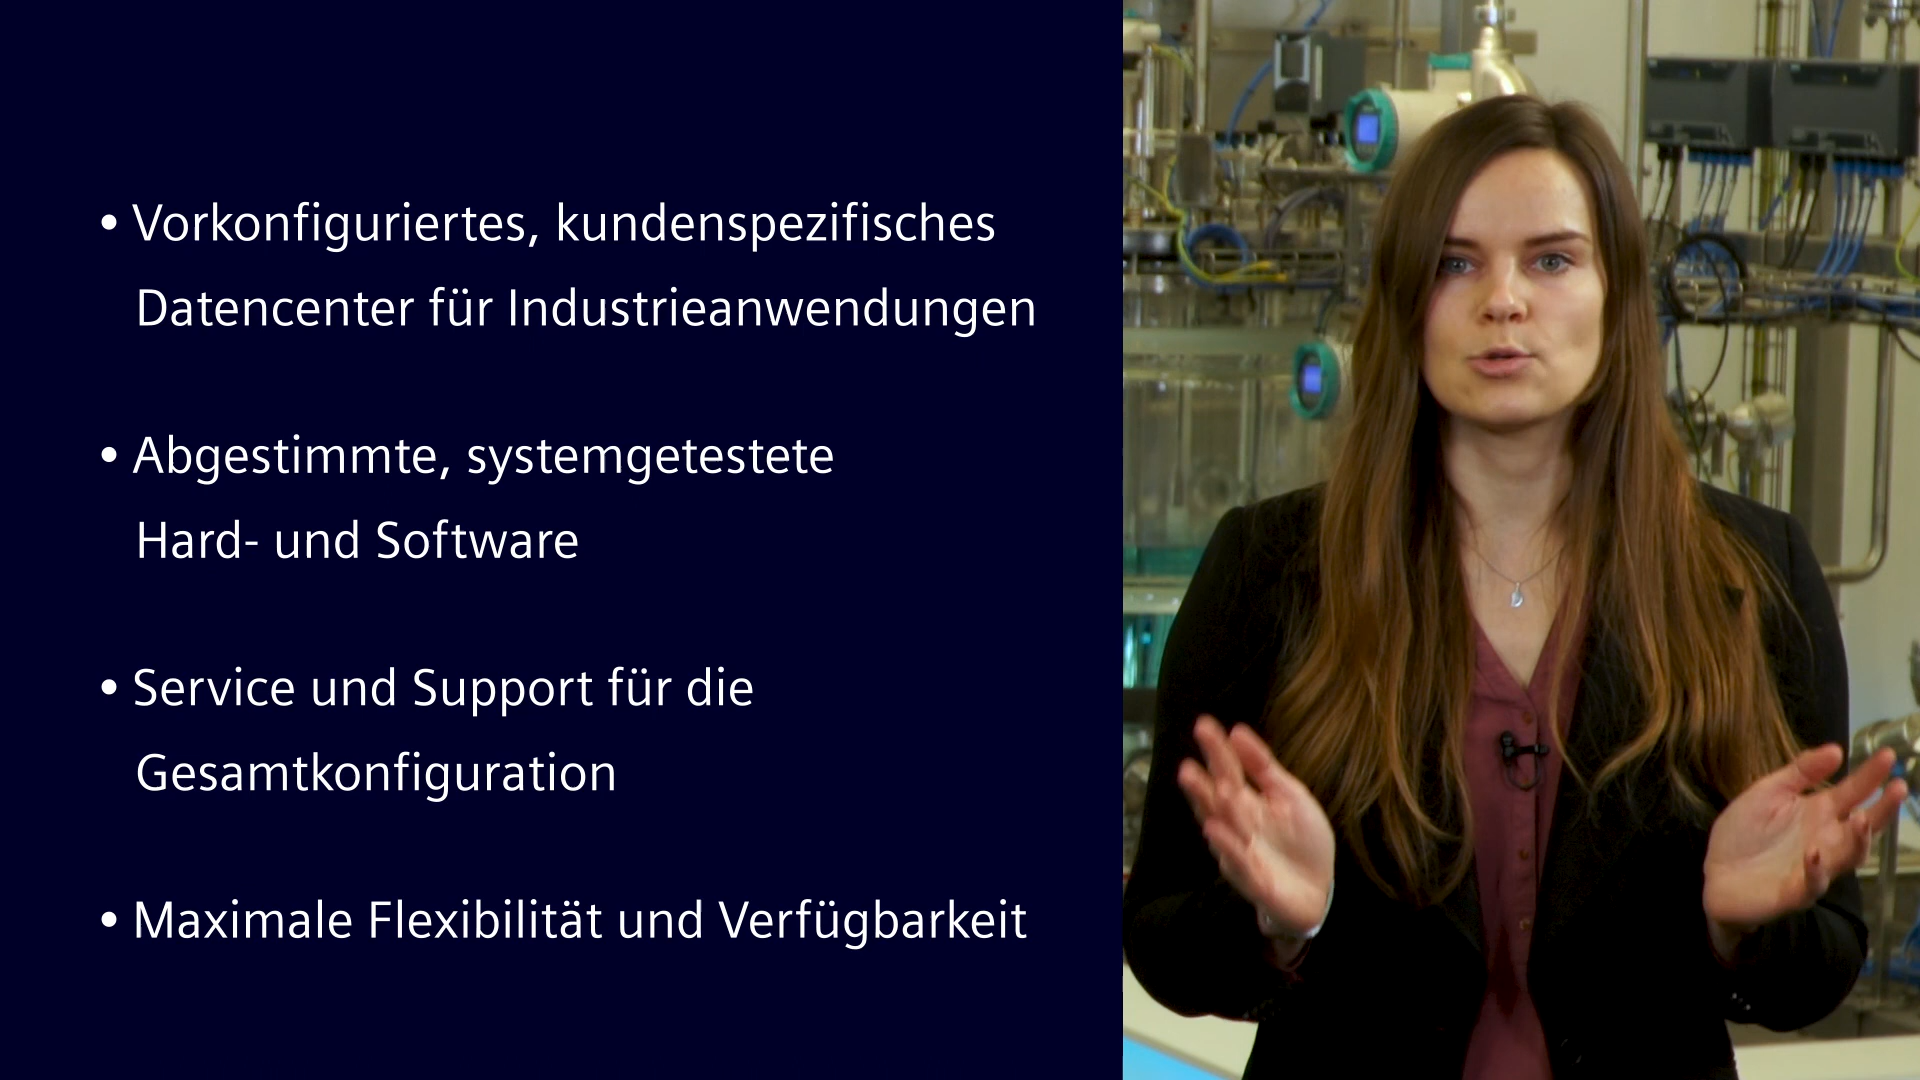 • Vorkonfiguriertes, kundenspezifisches
Datencenter für Industrieanwendungen
• Abgestimmte, systemgetestete
Hard- und Software
• Service und Support für die
Gesamtkonfiguration
• Maximale Flexibilität und Verfügbarkeit